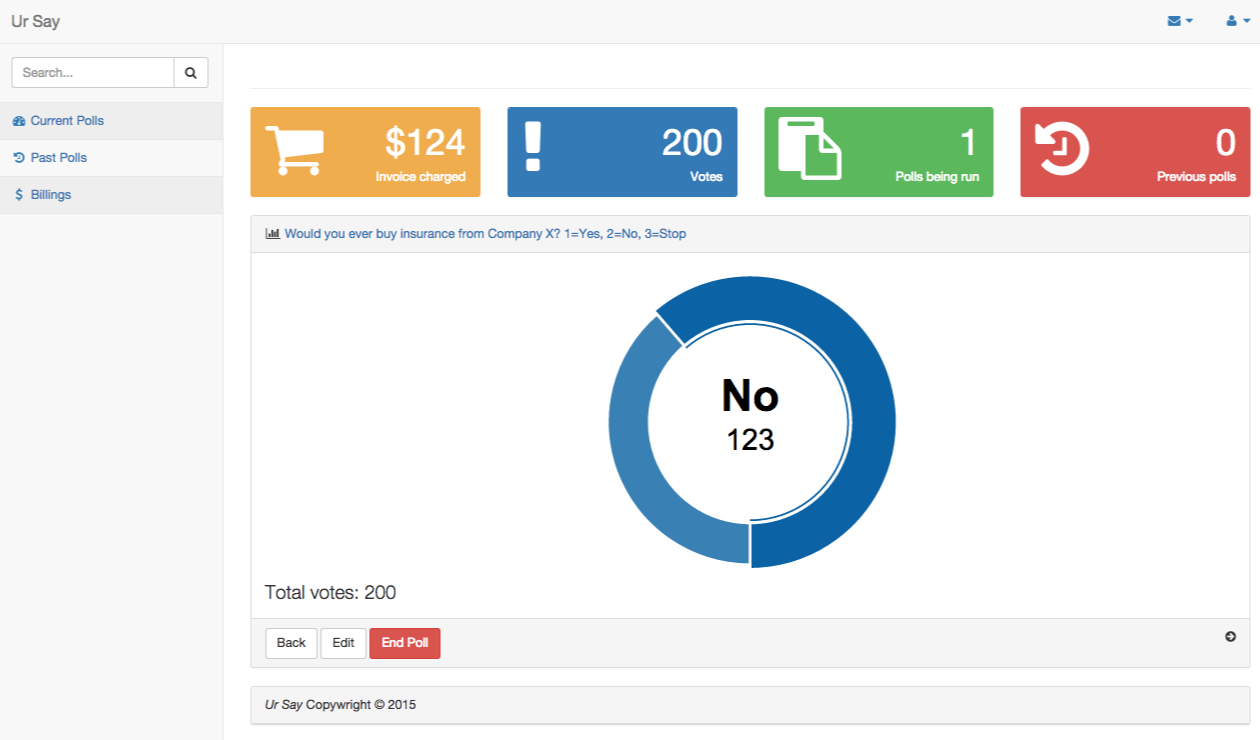 Ur Say
Search...
Current Polls
Past Polls
$ Billings
$124
Invoice charged
200
Votes
1
Polls being run
0
Previous polls
Would you ever buy insurance from Company X? 1=Yes, 2=No, 3=Stop
No
123
Total votes: 200
Back Edit End Poll
Ur Say Copywright © 2015